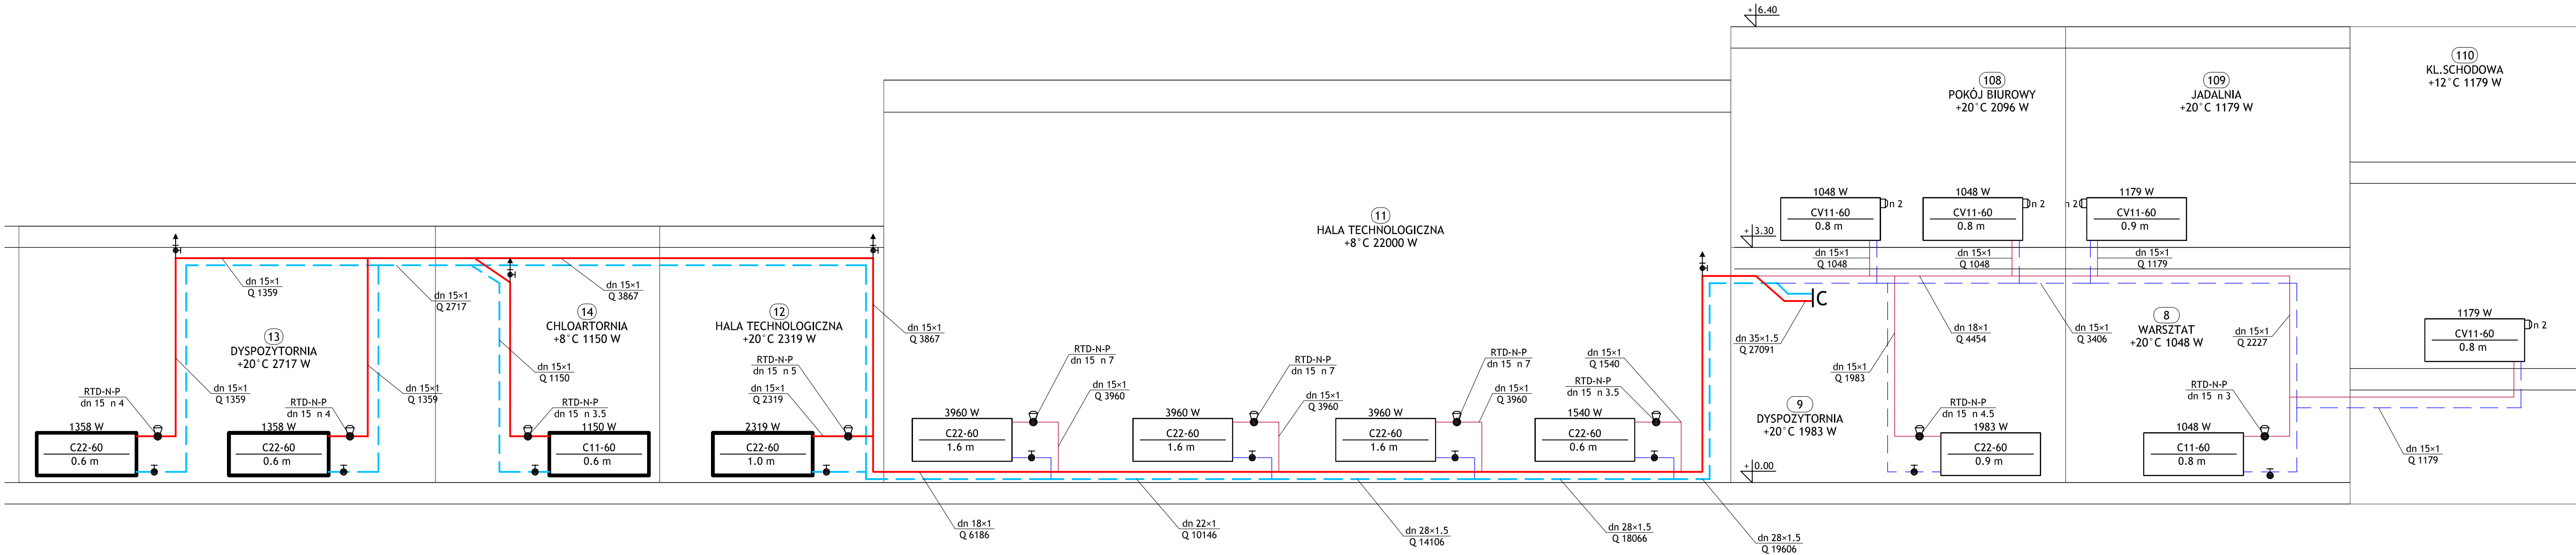 + 6.40
110
KL.SCHODOWA
+12°C 1179 W
108
POKÓJ BIUROWY
+20°C 2096 W
109
JADALNIA
+20°C 1179 W
1048 W
CV11-60
0.8 m
n 2
1048 W
CV11-60
0.8 m
n 2
1179 W
n 2
CV11-60
0.9 m
11
HALA TECHNOLOGICZNA
+8°C 22000 W
+ 3.30
dn 15×1
Q 1048
dn 15×1
Q 1048
dn 15×1
Q 1179
dn 15×1
Q 1359
dn 15×1
Q 2717
dn 15×1
Q 3867
C
13
DYSPOZYTORNIA
+20°C 2717 W
14
CHLOARTORNIA
+8°C 1150 W
12
HALA TECHNOLOGICZNA
+20°C 2319 W
dn 15×1
Q 3867
dn 35×1.5
Q 27091
dn 18×1
Q 4454
dn 15×1
Q 3406
8
WARSZTAT
+20°C 1048 W
dn 15×1
Q 2227
1179 W
CV11-60
0.8 m
n 2
RTD-N-P
dn 15 n 4
dn 15×1
Q 1359
RTD-N-P
dn 15 n 4
dn 15×1
Q 1359
dn 15×1
Q 1150
RTD-N-P
dn 15 n 3.5
RTD-N-P
dn 15 n 5
dn 15×1
Q 2319
RTD-N-P
dn 15 n 7
dn 15×1
Q 3960
RTD-N-P
dn 15 n 7
dn 15×1
Q 3960
RTD-N-P
dn 15 n 7
dn 15×1
Q 3960
dn 15×1
Q 1540
RTD-N-P
dn 15 n 3.5
dn 15×1
Q 1983
9
DYSPOZYTORNIA
+20°C 1983 W
RTD-N-P
dn 15 n 4.5
RTD-N-P
dn 15 n 3
1358 W
C22-60
0.6 m
1358 W
C22-60
0.6 m
1150 W
C11-60
0.6 m
2319 W
C22-60
1.0 m
3960 W
C22-60
1.6 m
3960 W
C22-60
1.6 m
3960 W
C22-60
1.6 m
1540 W
C22-60
0.6 m
1983 W
C22-60
0.9 m
1048 W
C11-60
0.8 m
dn 15×1
Q 1179
+ 0.00
dn 18×1
Q 6186
dn 22×1
Q 10146
dn 28×1.5
Q 14106
dn 28×1.5
Q 18066
dn 28×1.5
Q 19606